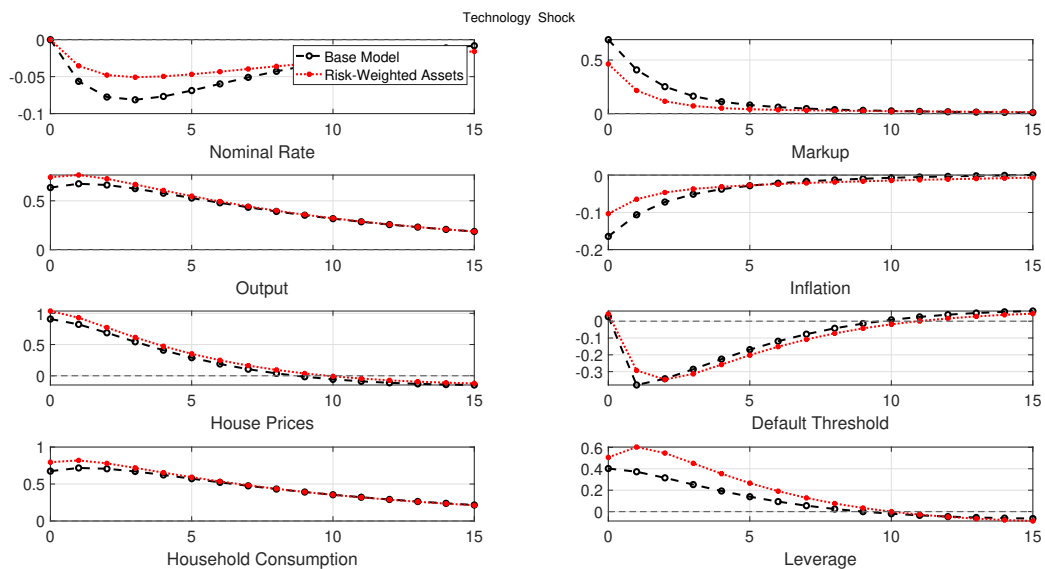 Technology Shock
0
-0.05
-0.1
0 5 10 15
Nominal Rate
Base Model
Risk-Weighted Assets
0.5
0
0 5 10 15
Markup
0.5
0
0 5 10 15
Output
0
-0.1
-0.2
0 5 10 15
Inflation
1
0.5
0
0 5 10 15
House Prices
0
-0.1
-0.2
-0.3
0 5 10 15
Default Threshold
1
0.5
0
0 5 10 15
Household Consumption
0.6
0.4
0.2
0
0 5 10 15
Leverage